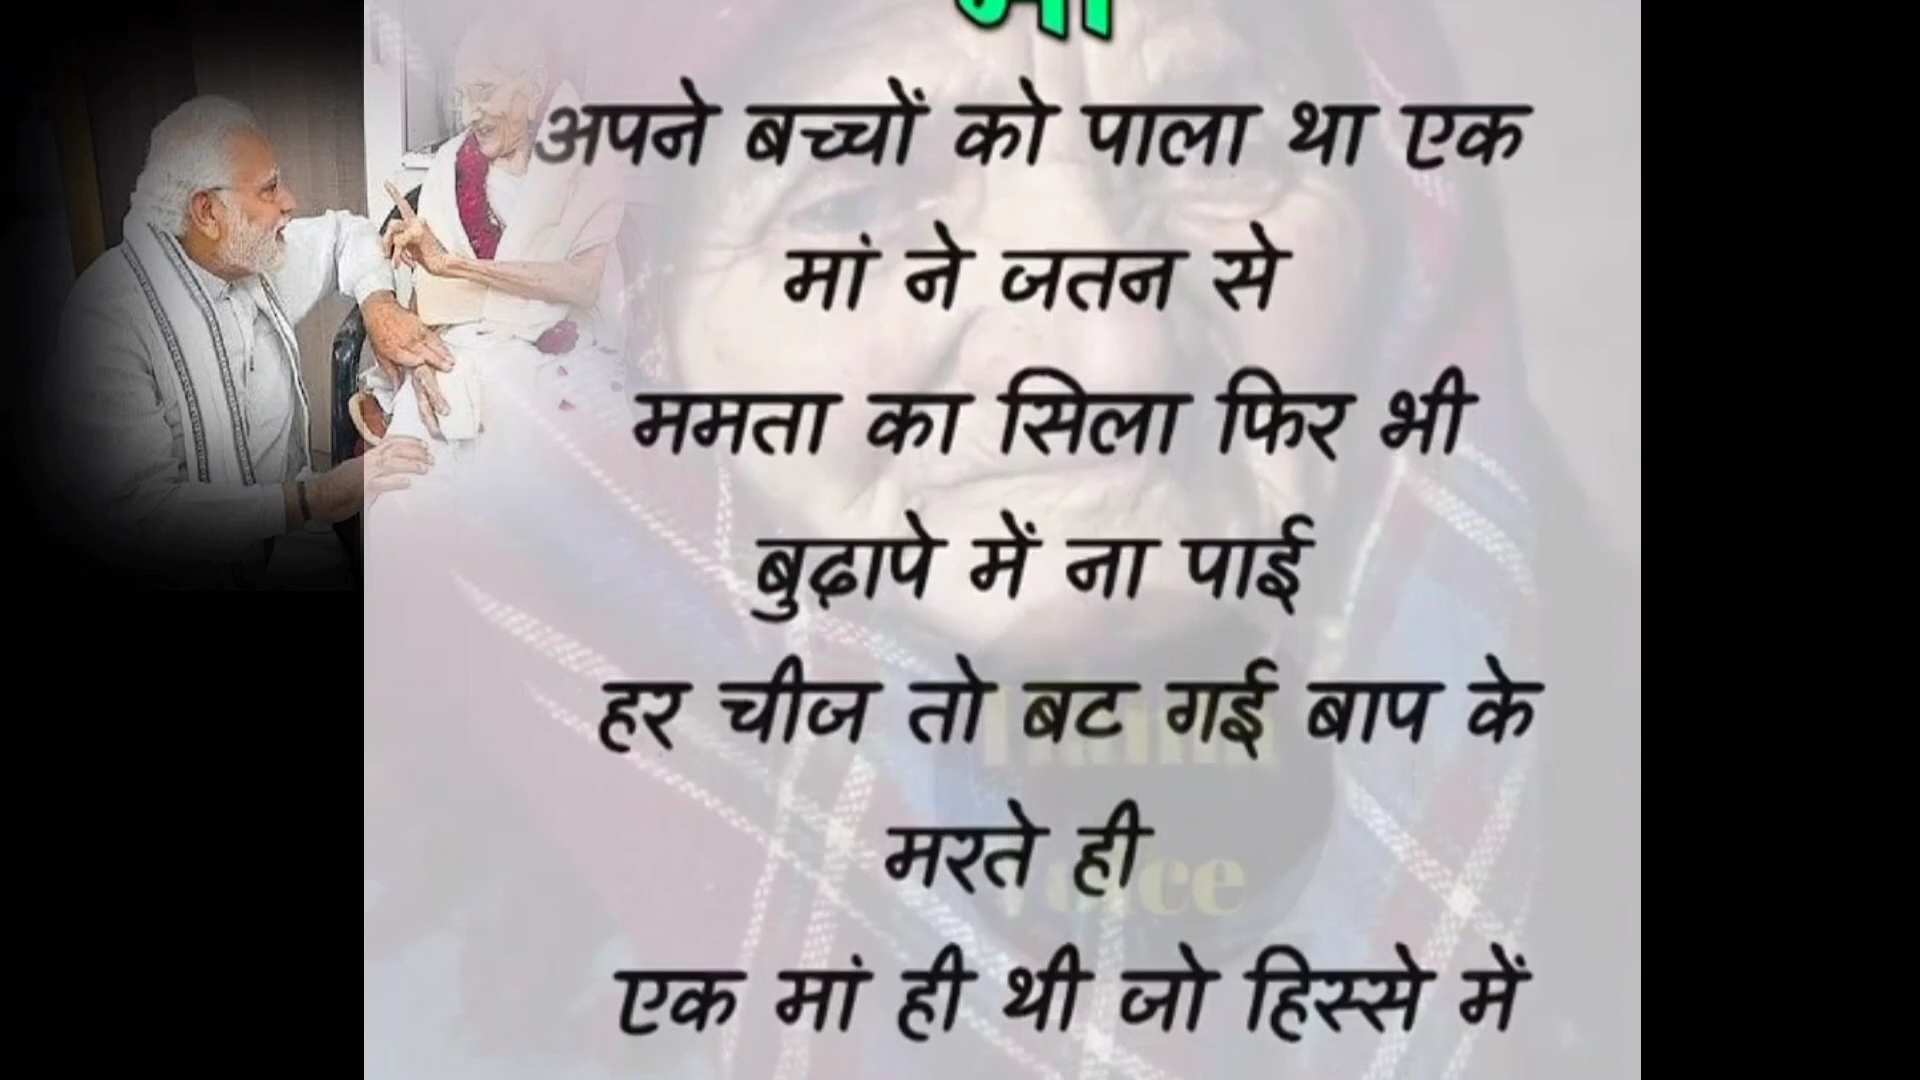 अपने बच्चों को पाला था एक
मां ने जतन से
ममता का सिला फिर भी
बुढ़ापे में ना पाई
हर चीज तो बट गई बाप के
मरते ही
एक मां ही थी जो हिस्से में